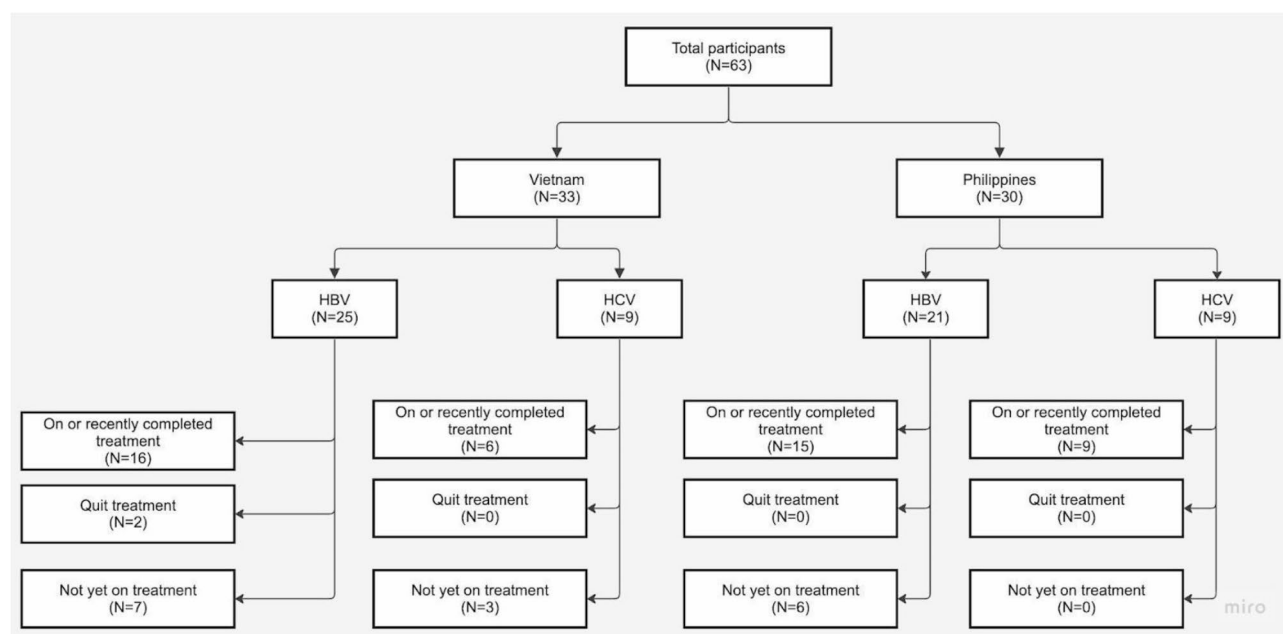 Total participants
(N=63)
Vietnam
(N=33)
Philippines
(N=30)
HBV
(N=25)
HCV
(N=9)
HBV
(N=21)
HCV
(N=9)
On or recently completed
treatment
(N=16)
On or recently completed
treatment
(N=6)
On or recently completed
treatment
(N=15)
On or recently completed
treatment
(N=9)
Quit treatment
(N=2)
Quit treatment
(N=0)
Quit treatment
(N=0)
Quit treatment
(N=0)
Not yet on treatment
(N=7)
Not yet on treatment
(N=3)
Not yet on treatment
(N=6)
Not yet on treatment
(N=0)
miro